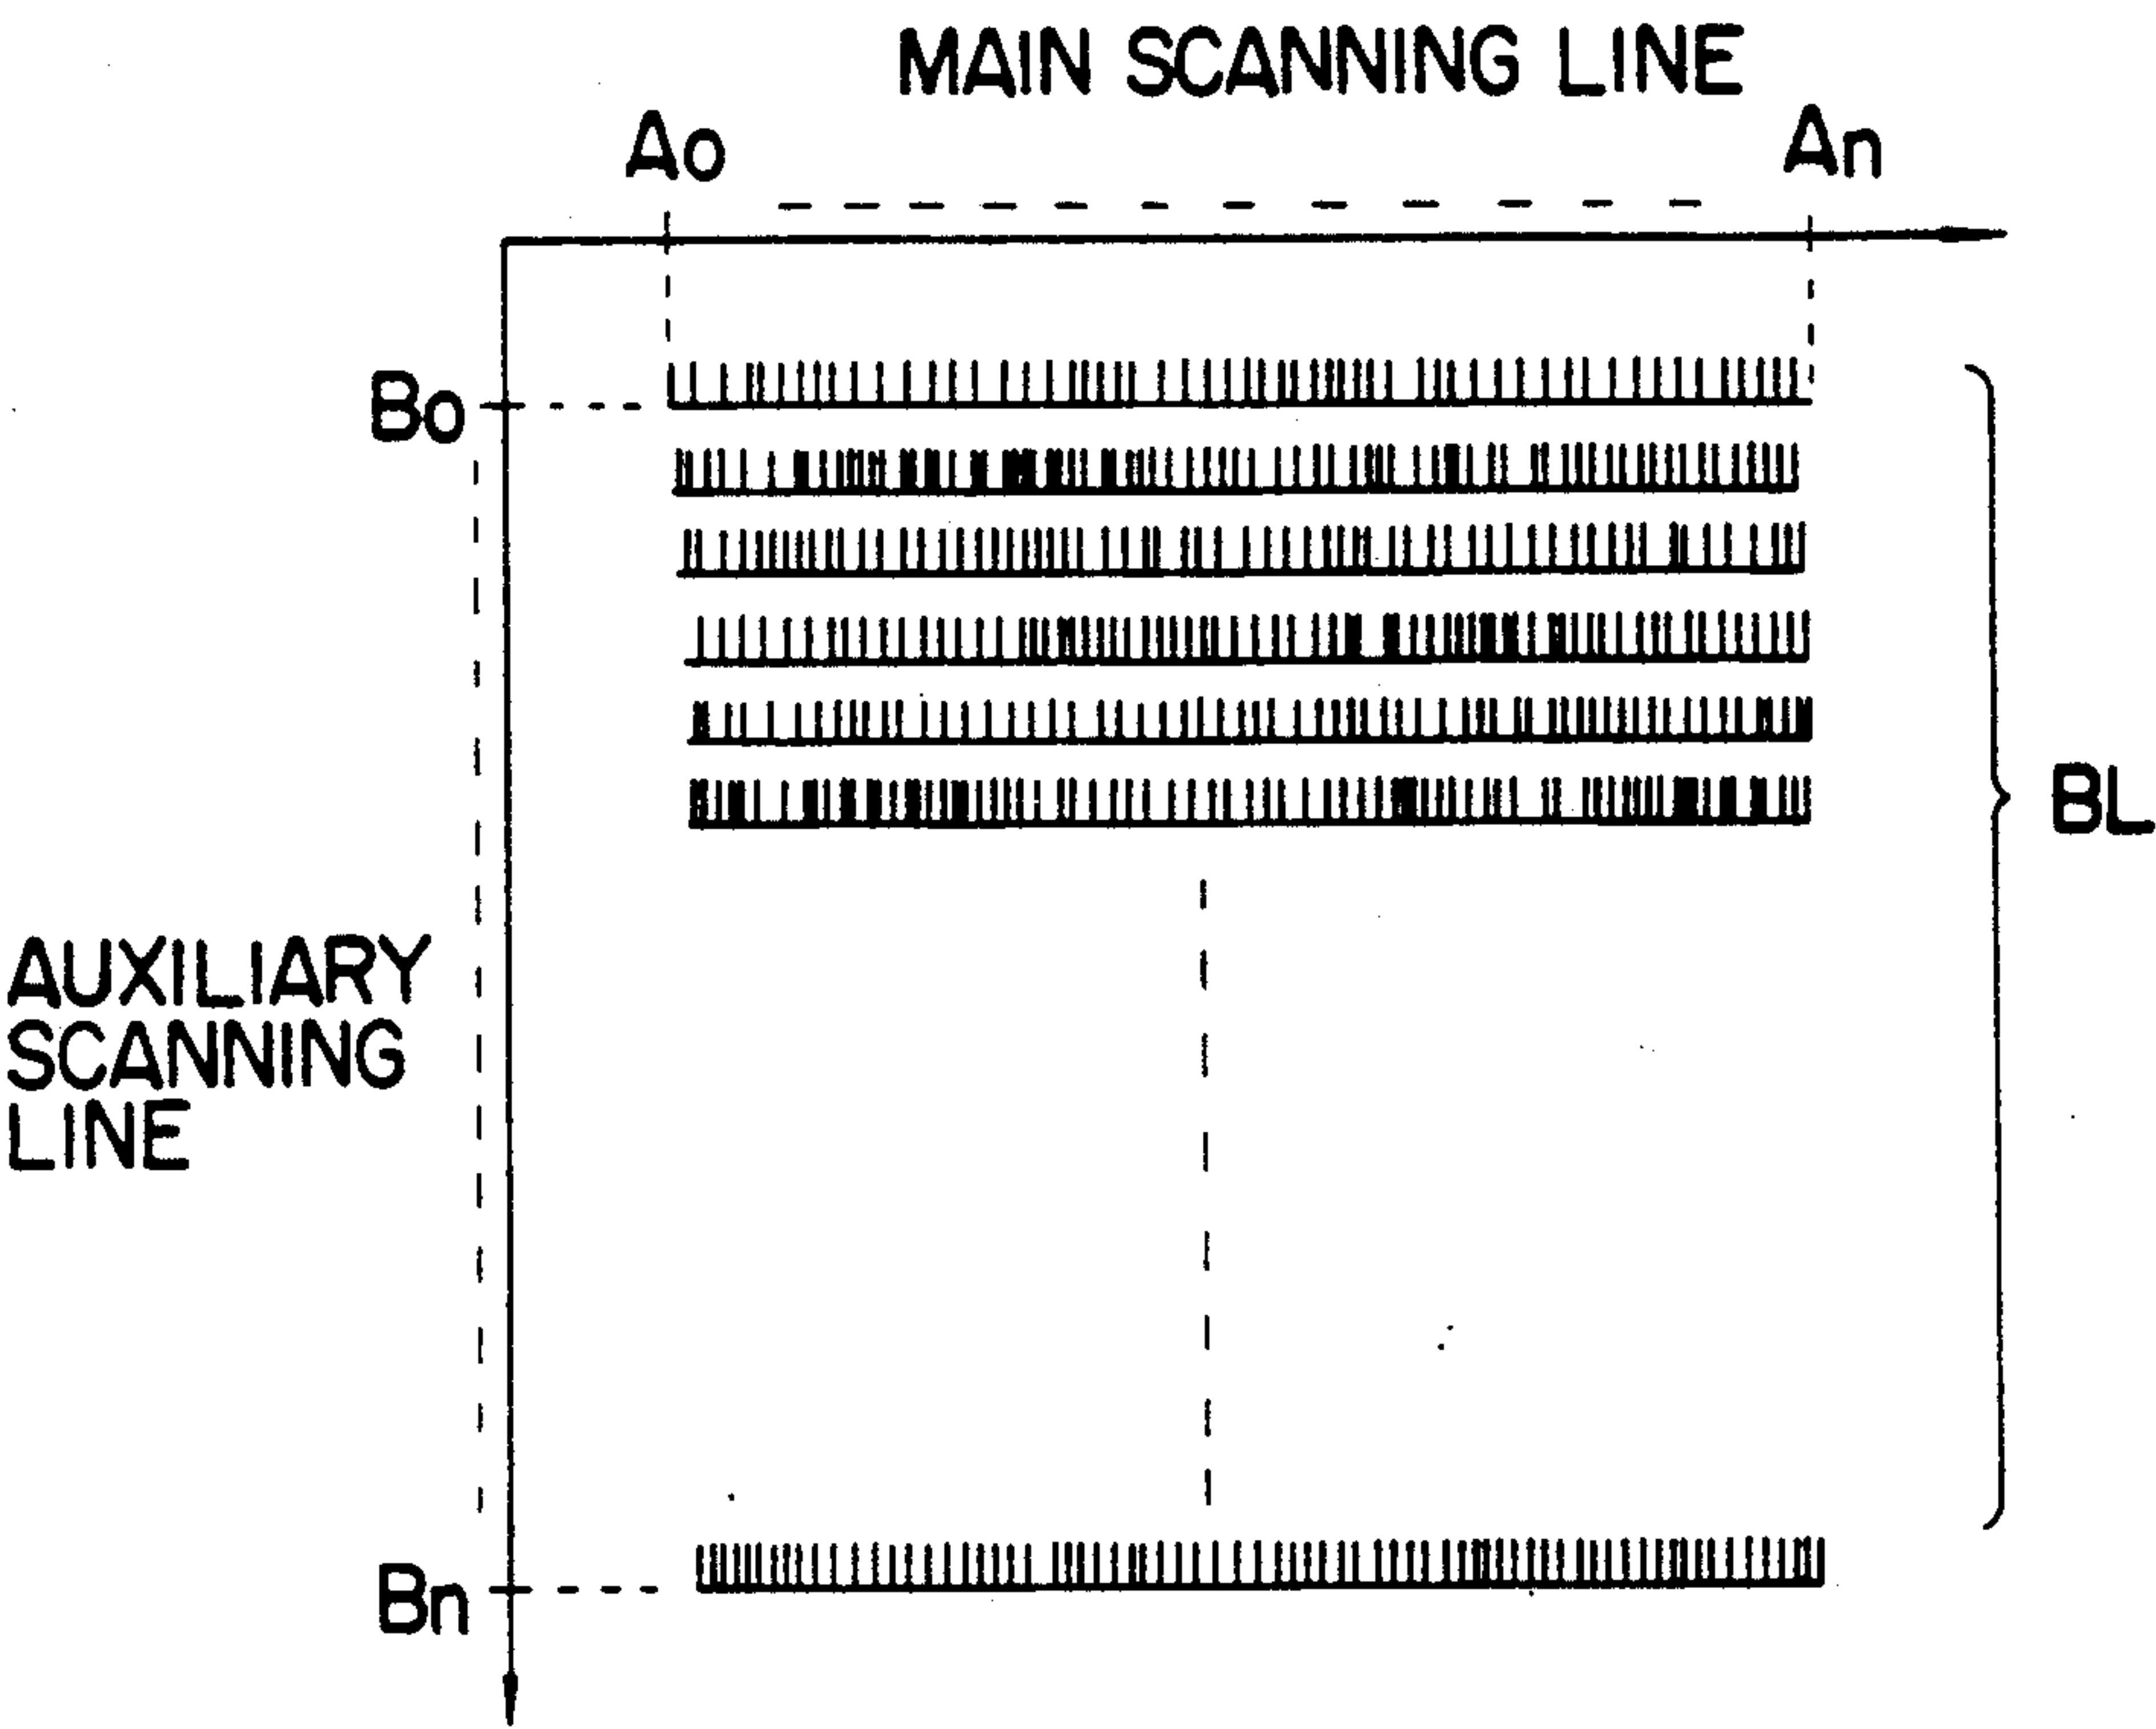 MAIN SCANNING LINE
Ao
An
Bo
BL
AUXILIARY
SCANNING
LINE
Bn